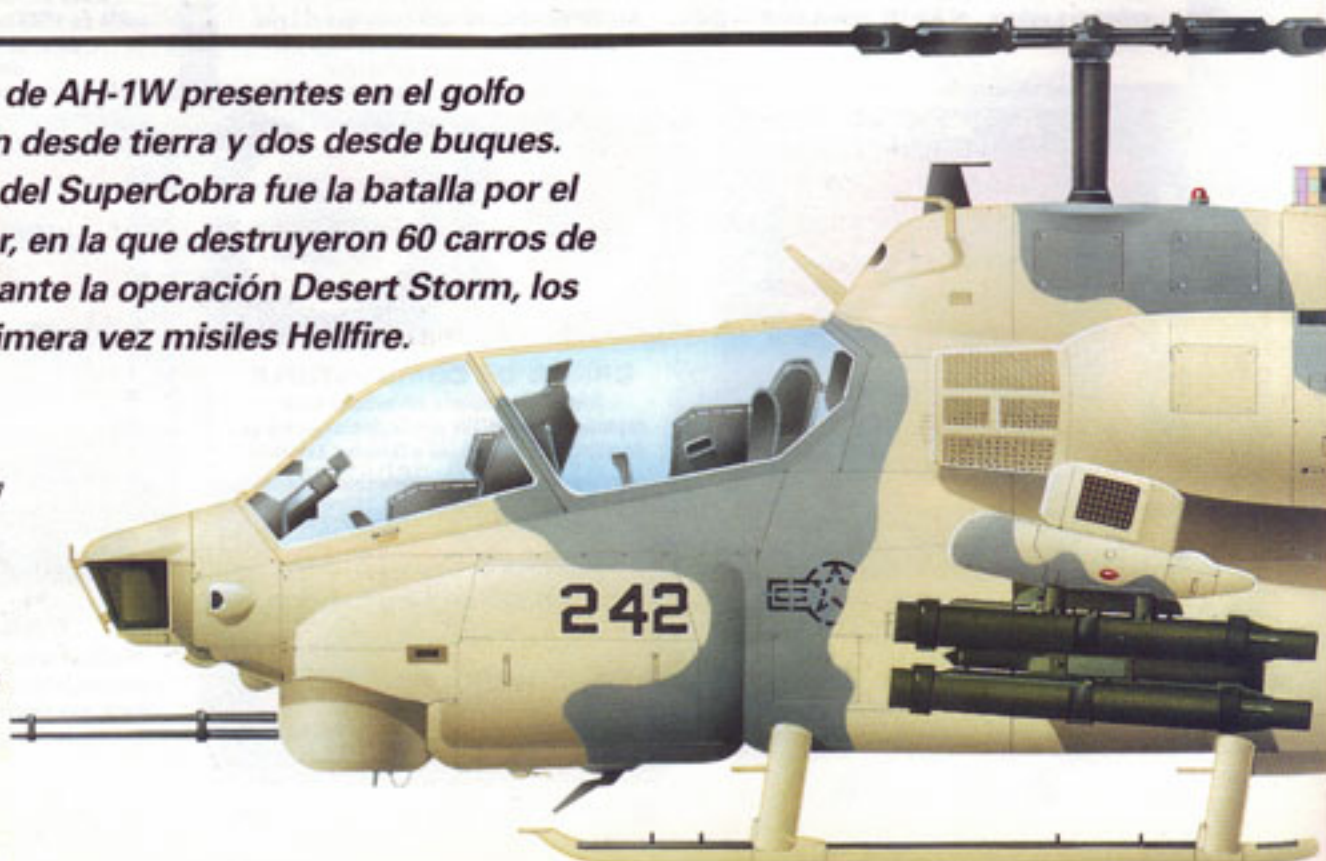 de AH-1W presentes en el golfo
n desde tierra y dos desde buques.
del SuperCobra fue la batalla por el
r, en la que destruyeron 60 carros de
ante la operación Desert Storm, los
imera vez misiles Hellfire.
242